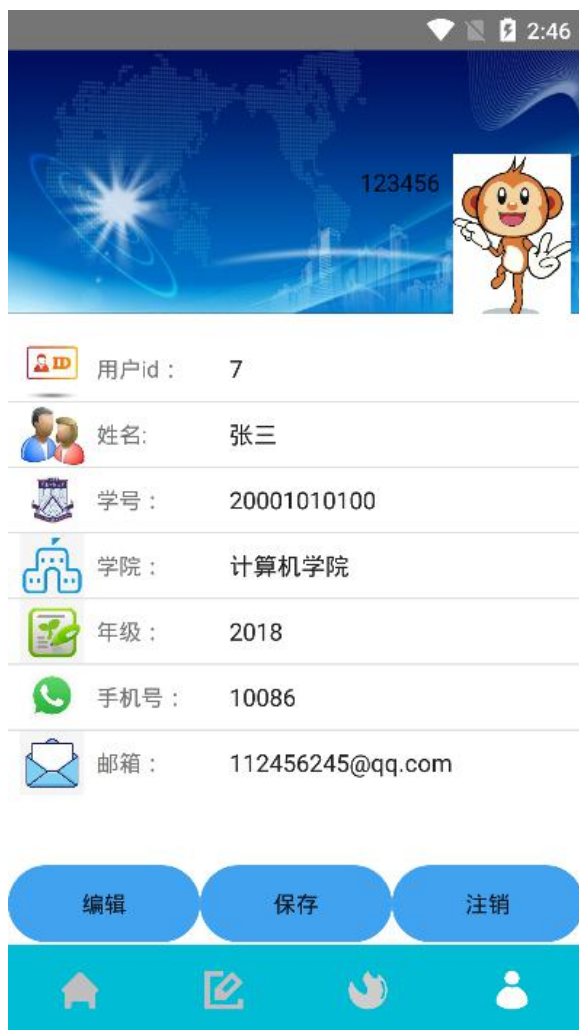 2:46
123456
ID
用户id： 7
姓名: 张三
学号： 20001010100
学院： 计算机学院
年级： 2018
手机号： 10086
邮箱： 112456245@qq.com
编辑 保存 注销